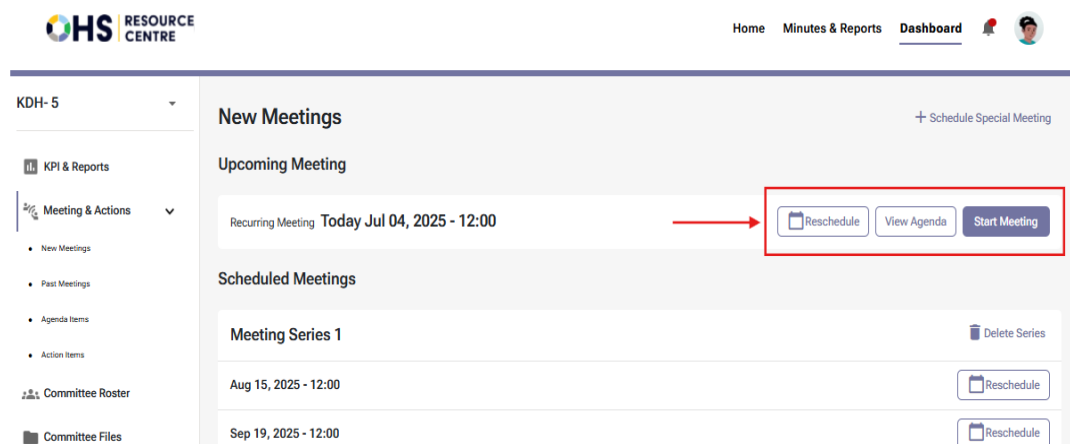 OHS RESOURCE CENTRE
Home Minutes & Reports Dashboard
KDH- 5
New Meetings
+ Schedule Special Meeting
KPI & Reports
Upcoming Meeting
Meeting & Actions
Recurring Meeting Today Jul 04, 2025 - 12:00
Reschedule View Agenda Start Meeting
New Meetings
Past Meetings
Agenda Items
Action Items
Committee Roster
Committee Files
Scheduled Meetings
Meeting Series 1
Delete Series
Aug 15, 2025 - 12:00
Reschedule
Sep 19, 2025 - 12:00
Reschedule